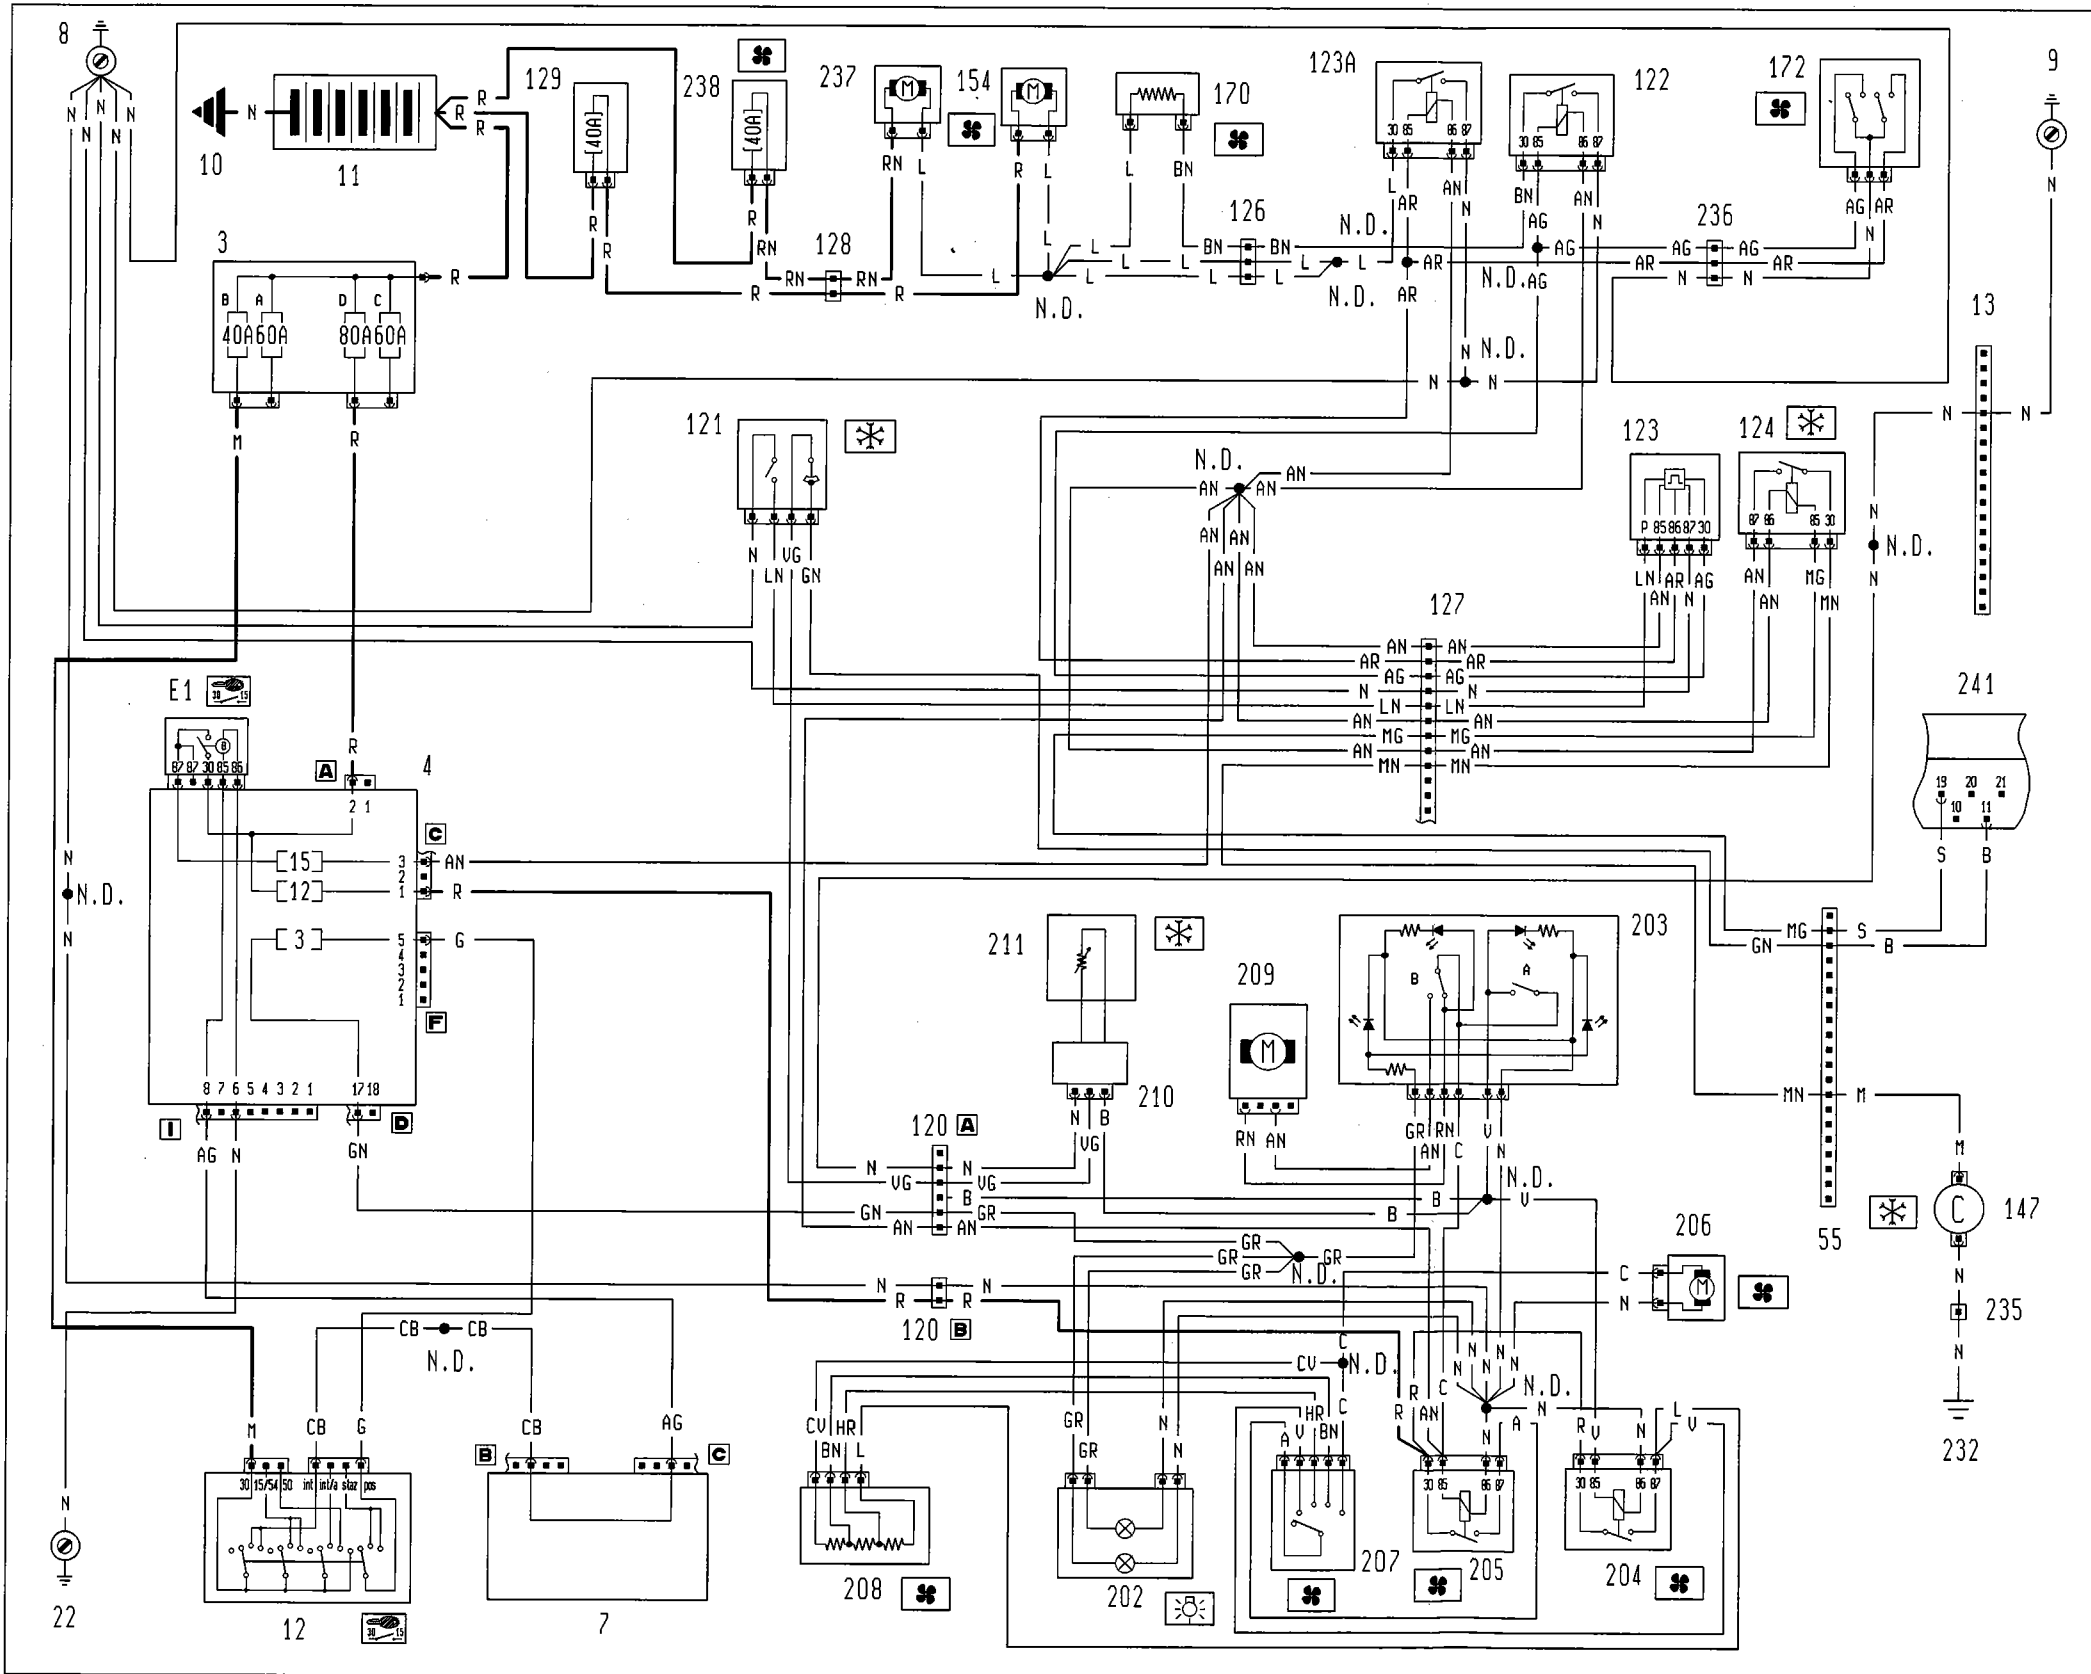 8
129
238
237
154
170
123A
122
172
9
N N N N N
N
R
R
R
[40A]
[40A]
M
M
30 85 86 87
30 85 86 87
10
11
RN L R L L BN
L AR AN N
BN AG AN N
AG N AR
N
R R R RN
3
128
126
N.D.
236
R
RN RN
R R
L L L L
BN BN
L L L
L L
AR
AG AG AG
AR AR
N N
N.D.
N.D.
N.D. AG
AR
13
B A D C
40A 60A 80A 60A
N N.D.
N N
M R
121
N.D.
AN
AN AN
123
124
N N
N
N.D.
N
P 85 86 87 30
87 86 85 30
N VG
LN GN
AN AN
AN AN
LN AR AG
AN N
AN MG
AN MN
127
AN AN
AR AR
AG AG
N N
LN LN
AN AN
MG MG
AN AN
MN MN
241
19 20 21
10 11
S B
E1
30 15
87 87 30 85 86
R
A
4
2 1
C
[15] 3 AN
2
[12] 1 R
[3] 5 G
4
3
2
1
F
N
N.D.
N
8 7 6 5 4 3 2 1 17 18
I
D
AG N GN
211
210
209
203
B A
MG S
GN B
MN M
55
M
N B
VG
RN AN
GR RN V
AN C N
N.D.
120 A
N N
VG VG
B B V
B
GN GR
AN AN
GR
GR GR
GR
N.D.
N N
R R
120 B
206
C
N
M
C
147
N
235
N
232
CB CB
N.D.
CV N.D.
C
C
M CB G
CB AG
CV HR
BN L
GR N
GR N
A V HR BN C
R R AN C
N N N N N
N.D.
N A N
R V N L V
B
C
30 15/54 50 int int/a staz pos
30 85 86 87
30 85 86 87
N
22
12
30 15
7
208
202
207
205
204